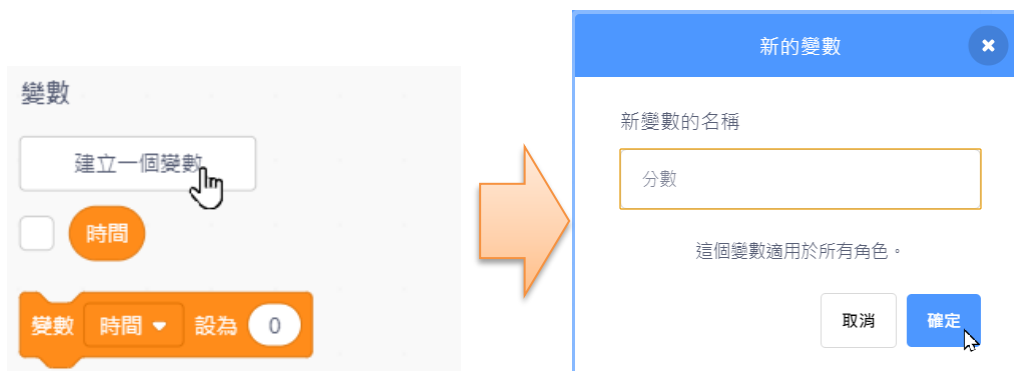 變數
建立一個變數
時間
變數 時間 設為 0
新的變數
新變數的名稱
分數
這個變數適用於所有角色。
取消 確定